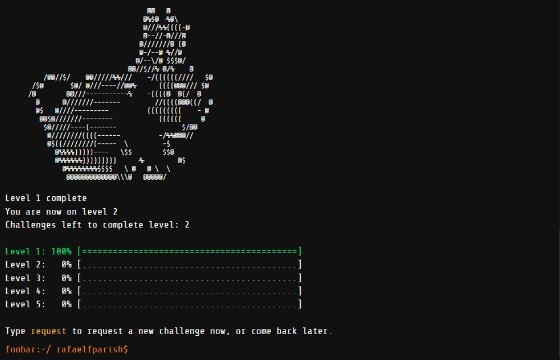 Level 1 complete
You are now on level 2
Challenges left to complete level: 2
Level 1: 100% [==========================================]
Level 2: 0% [..........................................]
Level 3: 0% [..........................................]
Level 4: 0% [..........................................]
Level 5: 0% [..........................................]
Type request to request a new challenge now, or come back later.
foobar:~/ rafaelfparish$